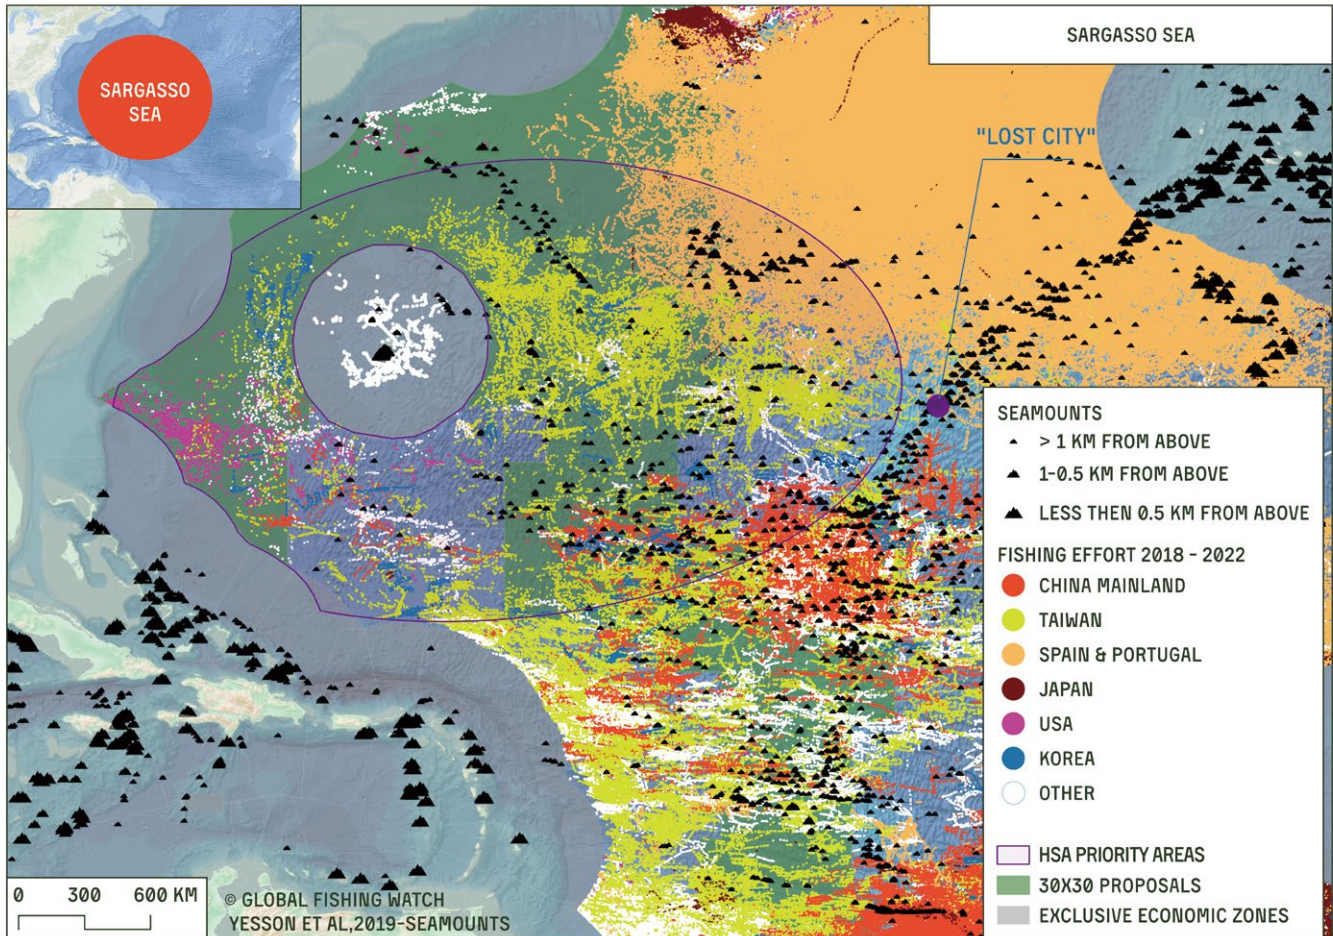 SARGASSO
SEA
SARGASSO SEA
"LOST CITY"
SEAMOUNTS
> 1 KM FROM ABOVE
1-0.5 KM FROM ABOVE
LESS THEN 0.5 KM FROM ABOVE
FISHING EFFORT 2018 - 2022
CHINA MAINLAND
TAIWAN
SPAIN & PORTUGAL
JAPAN
USA
KOREA
OTHER
HSA PRIORITY AREAS
30X30 PROPOSALS
EXCLUSIVE ECONOMIC ZONES
0 300 600 KM
© GLOBAL FISHING WATCH
YESSON ET AL,2019-SEAMOUNTS